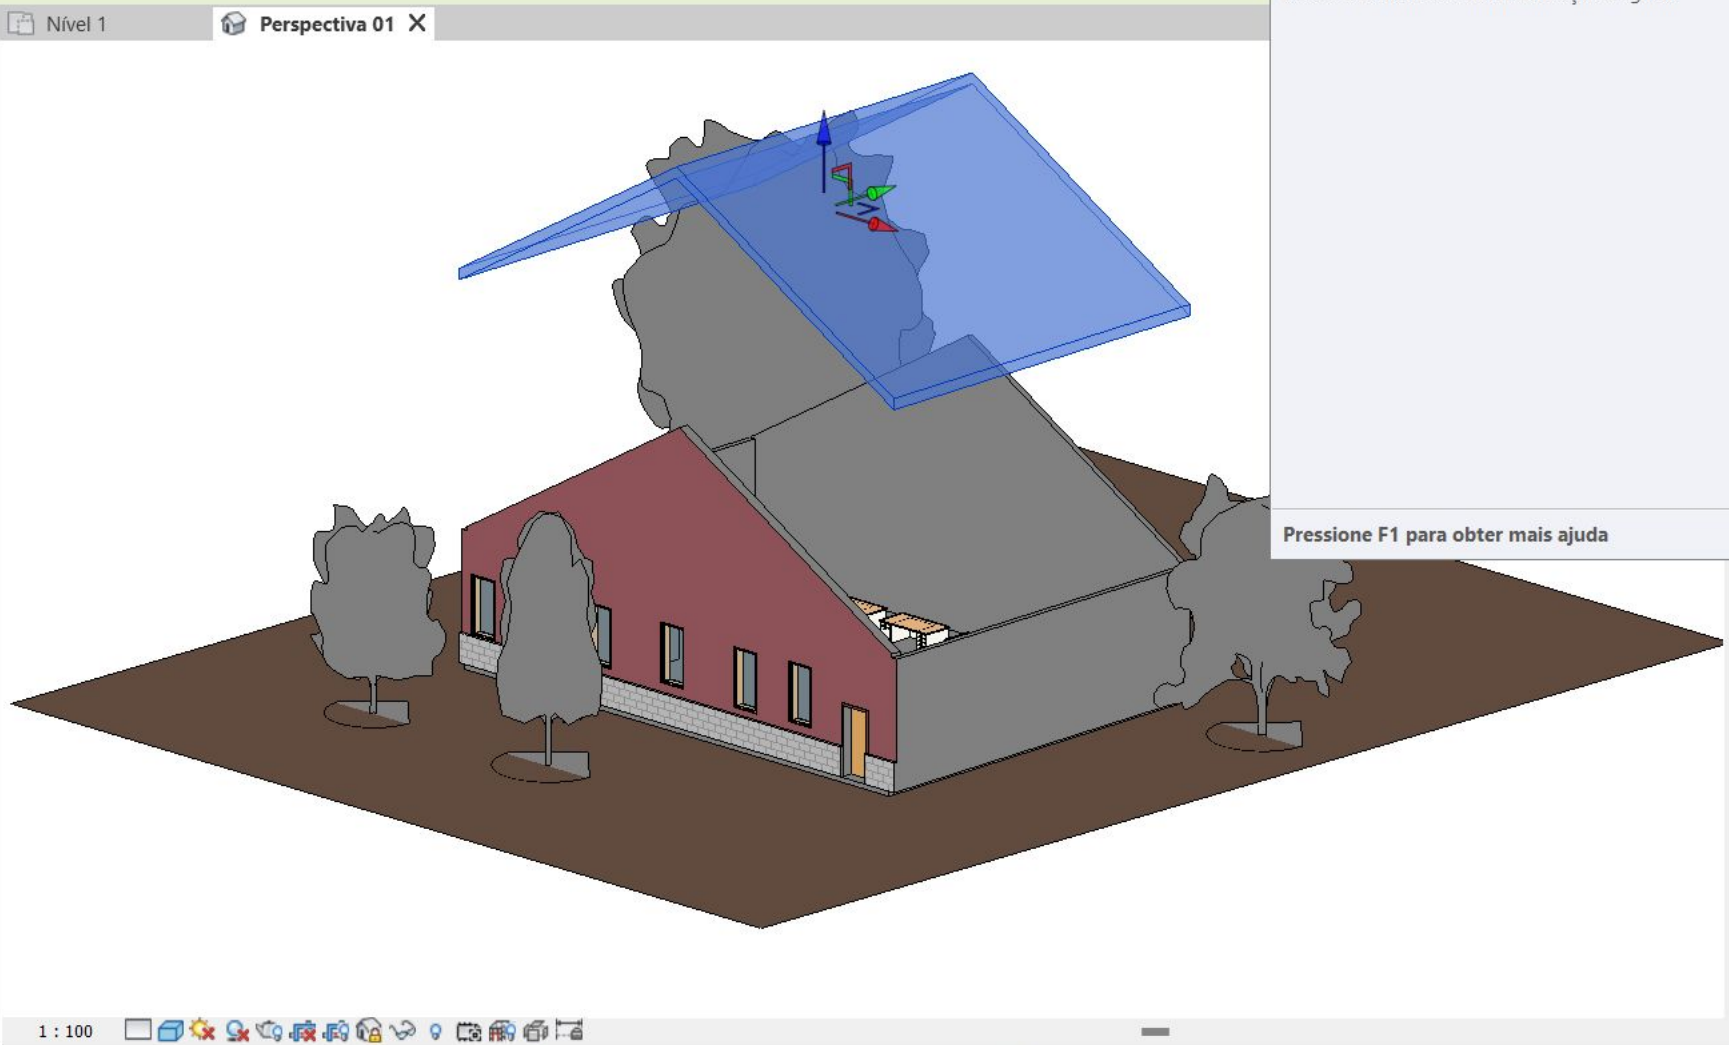 Nível 1
Perspectiva 01
Pressione F1 para obter mais ajuda
1 : 100